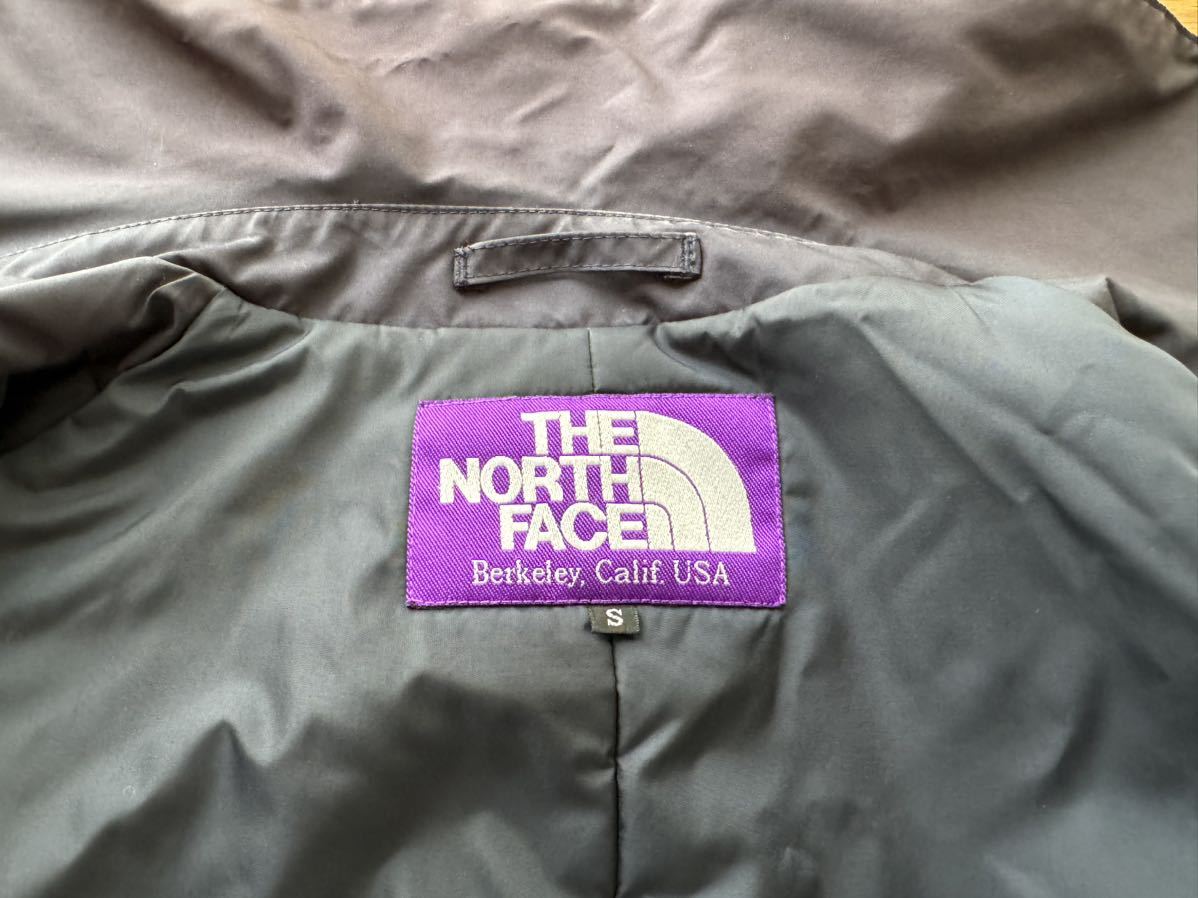 THE
NORTH
FACE
Berkeley, Calif. USA
S